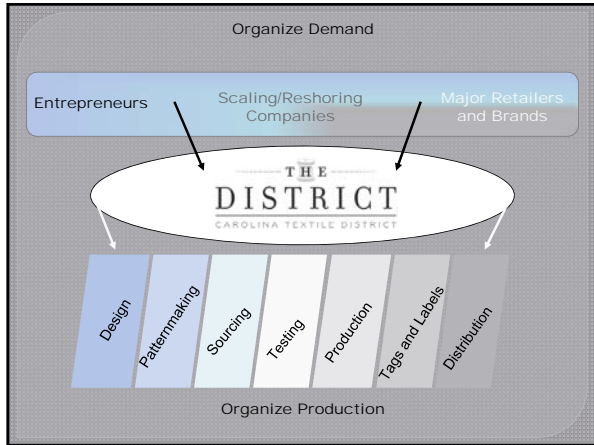 Organize Demand
Entrepreneurs
Scaling/Reshoring
Companies
Major Retailers
and Brands
THE
DISTRICT
CAROLINA TEXTILE DISTRICT
Design
Patternmaking
Sourcing
Testing
Production
Tags and Labels
Distribution
Organize Production